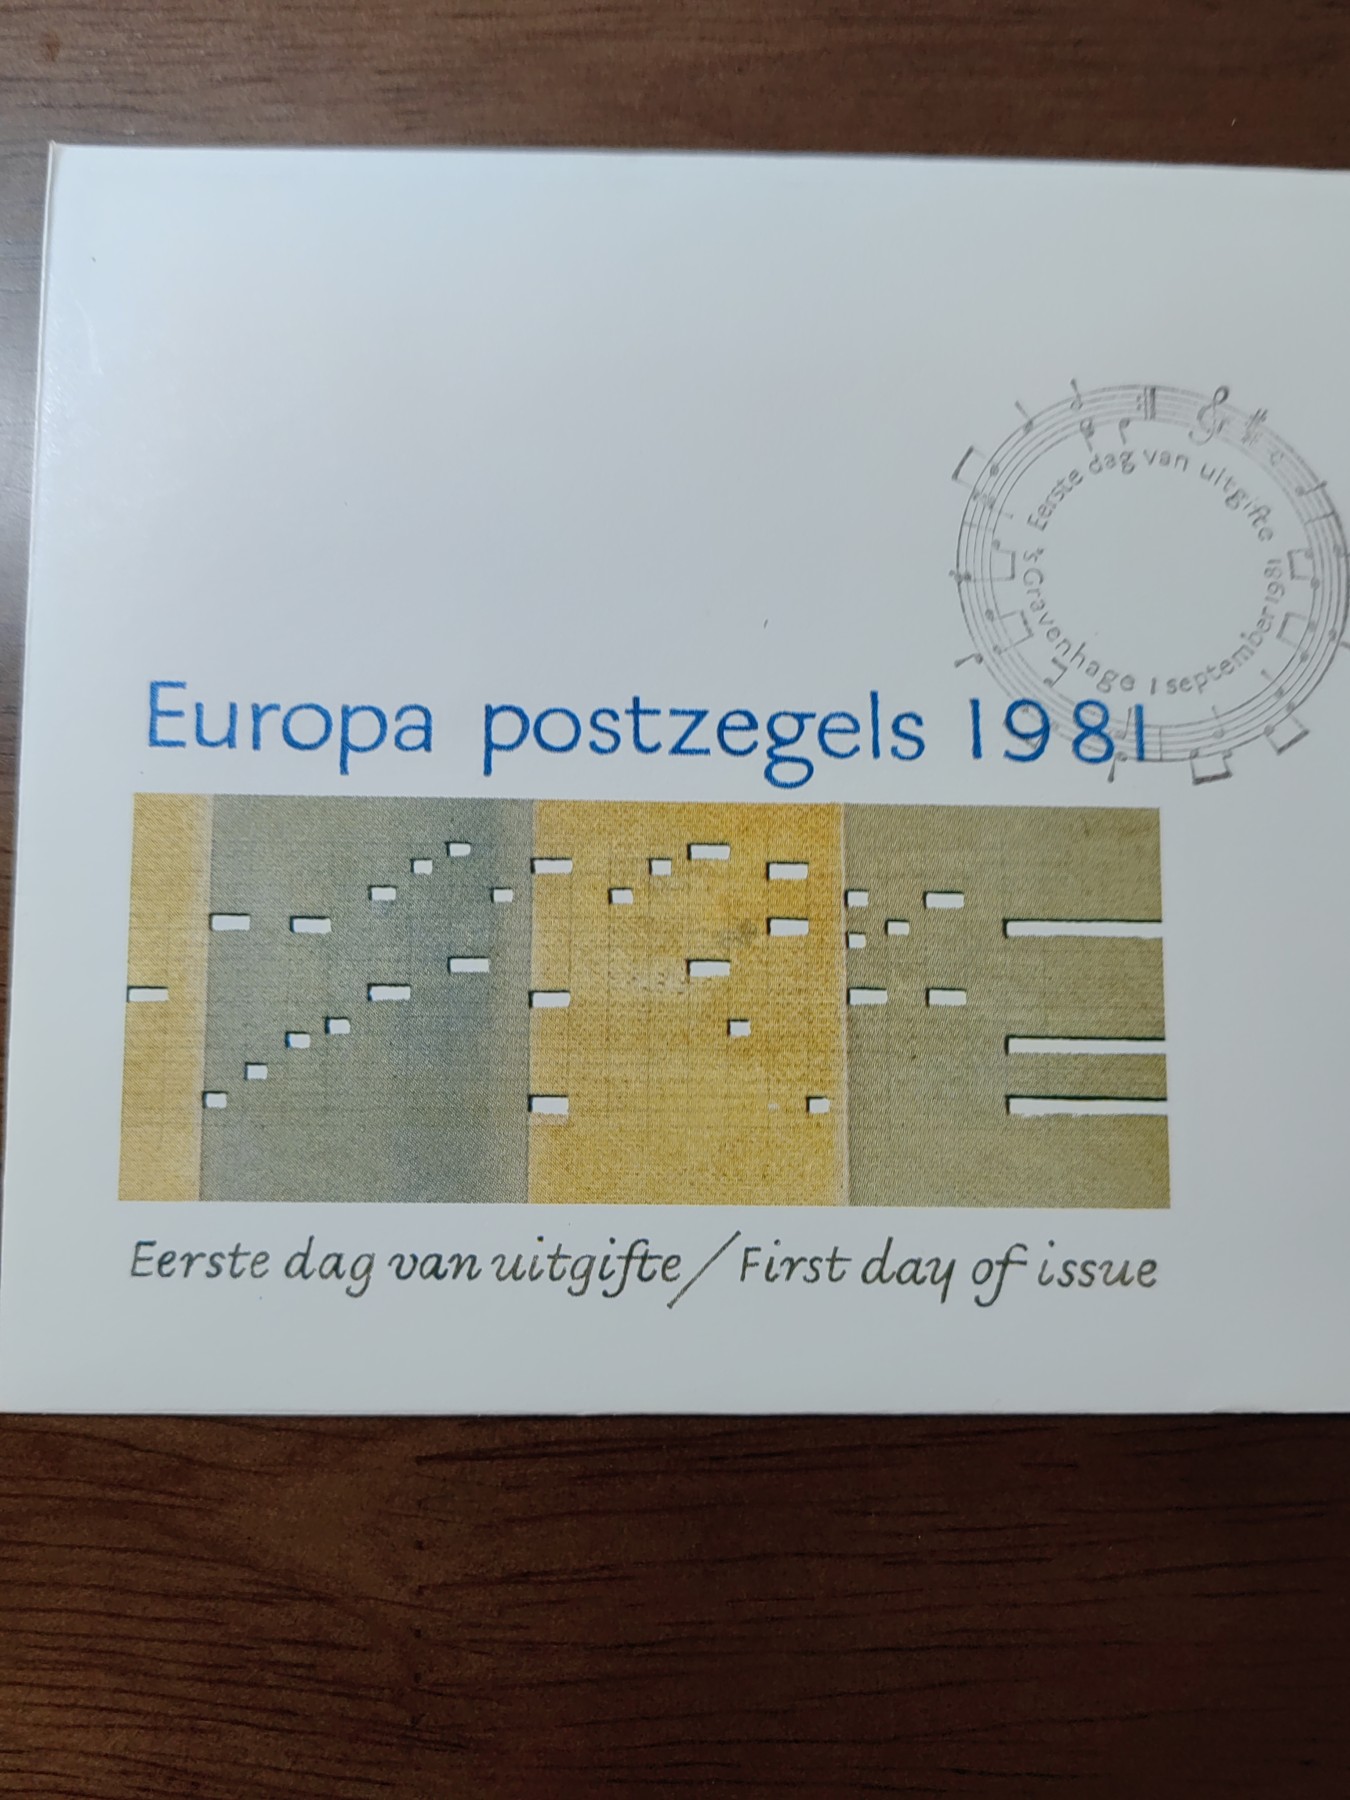 Eerste dag van uitgifte
's Gravenhage 1 september 1981
Europa postzegels 1981
Eerste dag van uitgifte / First day of issue